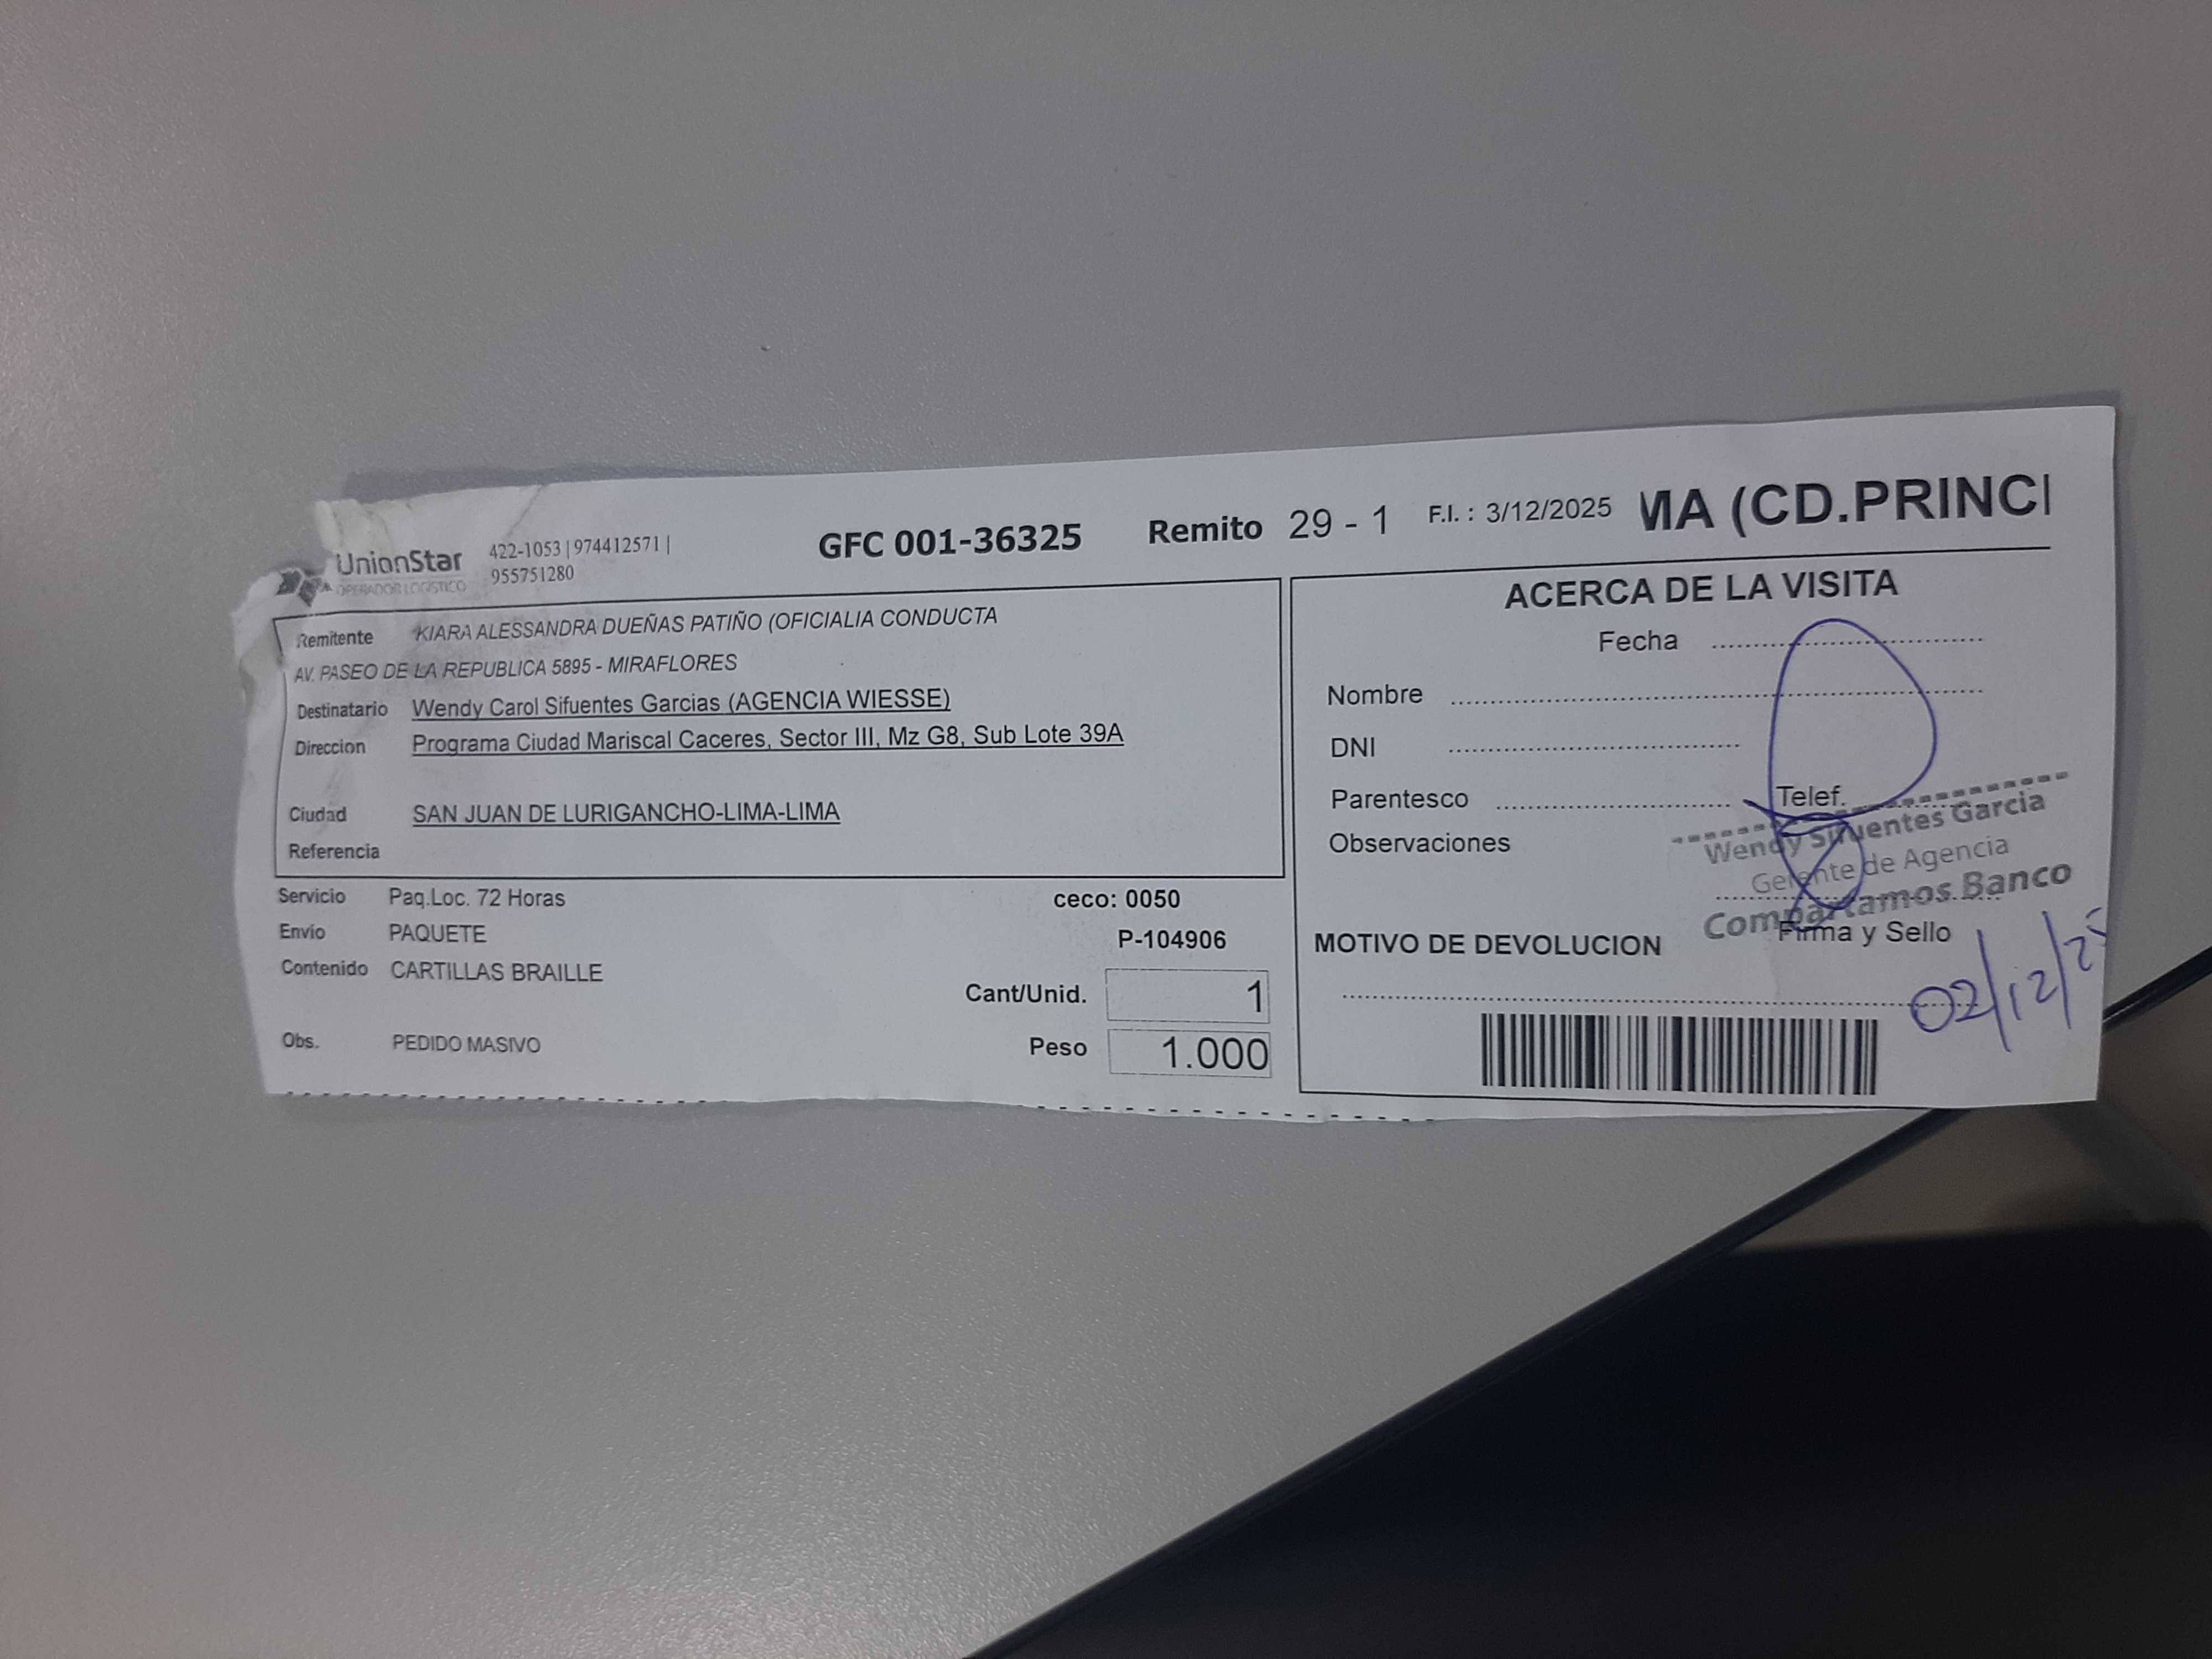 UnionStar
OPERADOR LOGISTICO
422-1053 | 974412571 |
955751280
GFC 001-36325
Remito 29 - 1
F.I. : 3/12/2025
MA (CD.PRINCI
Remitente KIARA ALESSANDRA DUEÑAS PATIÑO (OFICIALIA CONDUCTA
AV. PASEO DE LA REPUBLICA 5895 - MIRAFLORES
Destinatario Wendy Carol Sifuentes Garcias (AGENCIA WIESSE)
Direccion Programa Ciudad Mariscal Caceres, Sector III, Mz G8, Sub Lote 39A
Ciudad SAN JUAN DE LURIGANCHO-LIMA-LIMA
Referencia
Servicio Paq.Loc. 72 Horas
ceco: 0050
Envío PAQUETE
P-104906
Contenido CARTILLAS BRAILLE
Cant/Unid. 1
Obs. PEDIDO MASIVO
Peso 1.000
ACERCA DE LA VISITA
Fecha
Nombre
DNI
Parentesco
Telef.
Observaciones
Wendy Sifuentes Garcia
Gerente de Agencia
Compartamos Banco
Firma y Sello
MOTIVO DE DEVOLUCION
02/12/25